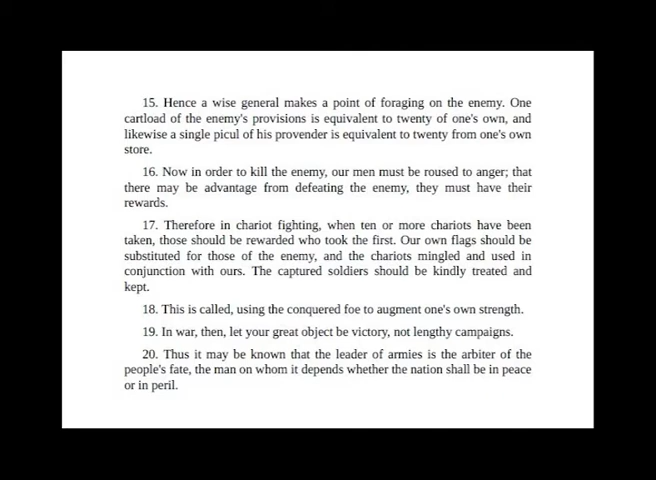 15. Hence a wise general makes a point of foraging on the enemy. One
cartload of the enemy's provisions is equivalent to twenty of one's own, and
likewise a single picul of his provender is equivalent to twenty from one's own
store.
16. Now in order to kill the enemy, our men must be roused to anger; that
there may be advantage from defeating the enemy, they must have their
rewards.
17. Therefore in chariot fighting, when ten or more chariots have been
taken, those should be rewarded who took the first. Our own flags should be
substituted for those of the enemy, and the chariots mingled and used in
conjunction with ours. The captured soldiers should be kindly treated and
kept.
18. This is called, using the conquered foe to augment one's own strength.
19. In war, then, let your great object be victory, not lengthy campaigns.
20. Thus it may be known that the leader of armies is the arbiter of the
people's fate, the man on whom it depends whether the nation shall be in peace
or in peril.